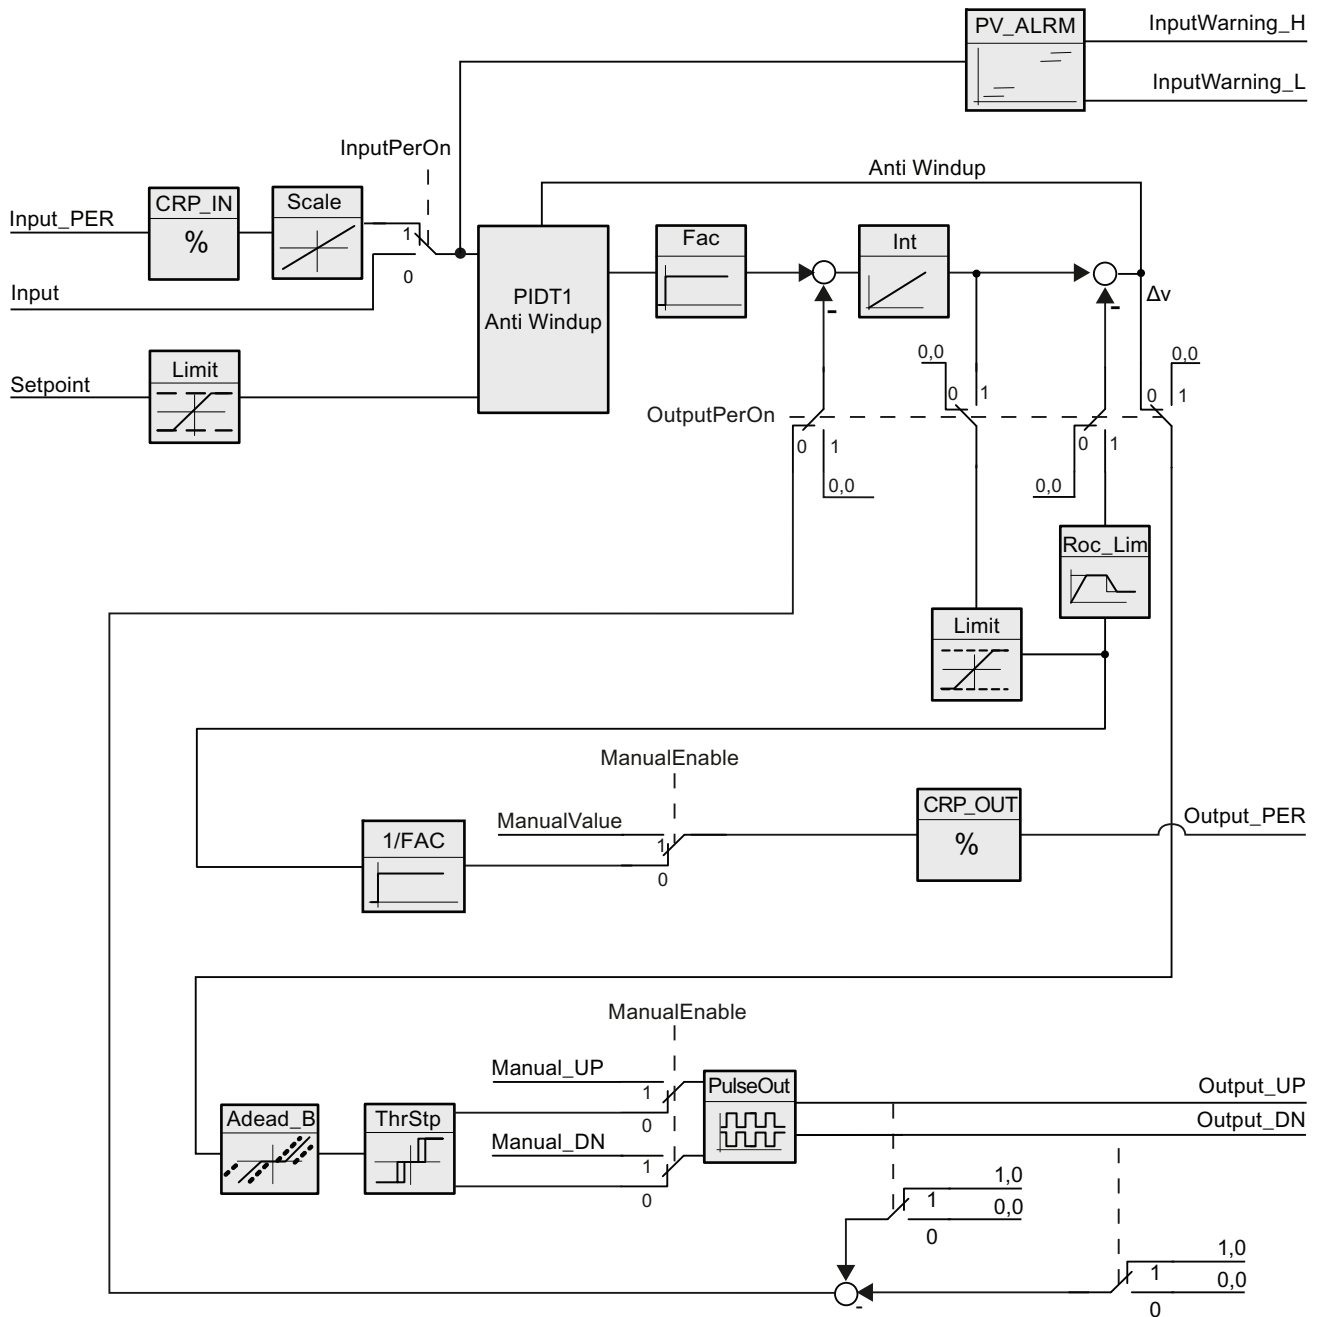 PV_ALRM
InputWarning_H
InputWarning_L
InputPerOn
Anti Windup
Input_PER
CRP_IN
%
Scale
1
0
Input
PIDT1
Anti Windup
Fac
-
Int
-
Δv
Setpoint
Limit
OutputPerOn
0 1
0,0
0,0
0 1
0 1
0,0
0,0
0 1
Roc_Lim
Limit
ManualEnable
ManualValue
1
0
1/FAC
CRP_OUT
%
Output_PER
ManualEnable
Manual_UP
1
0
Manual_DN
1
0
Adead_B
ThrStp
PulseOut
Output_UP
Output_DN
1,0
1
0,0
0
1,0
1
0,0
0
-